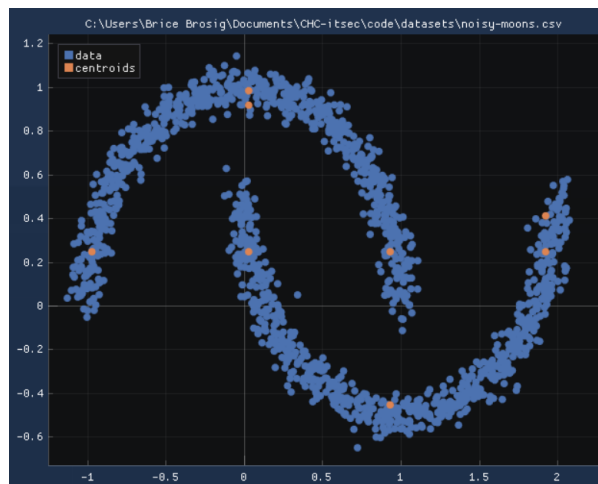 C:\Users\Brice Brosig\Documents\CHC-itsec\code\datasets\noisy-moons.csv
data
centroids
1.2
1
0.8
0.6
0.4
0.2
0
-0.2
-0.4
-0.6
-1 -0.5 0 0.5 1 1.5 2